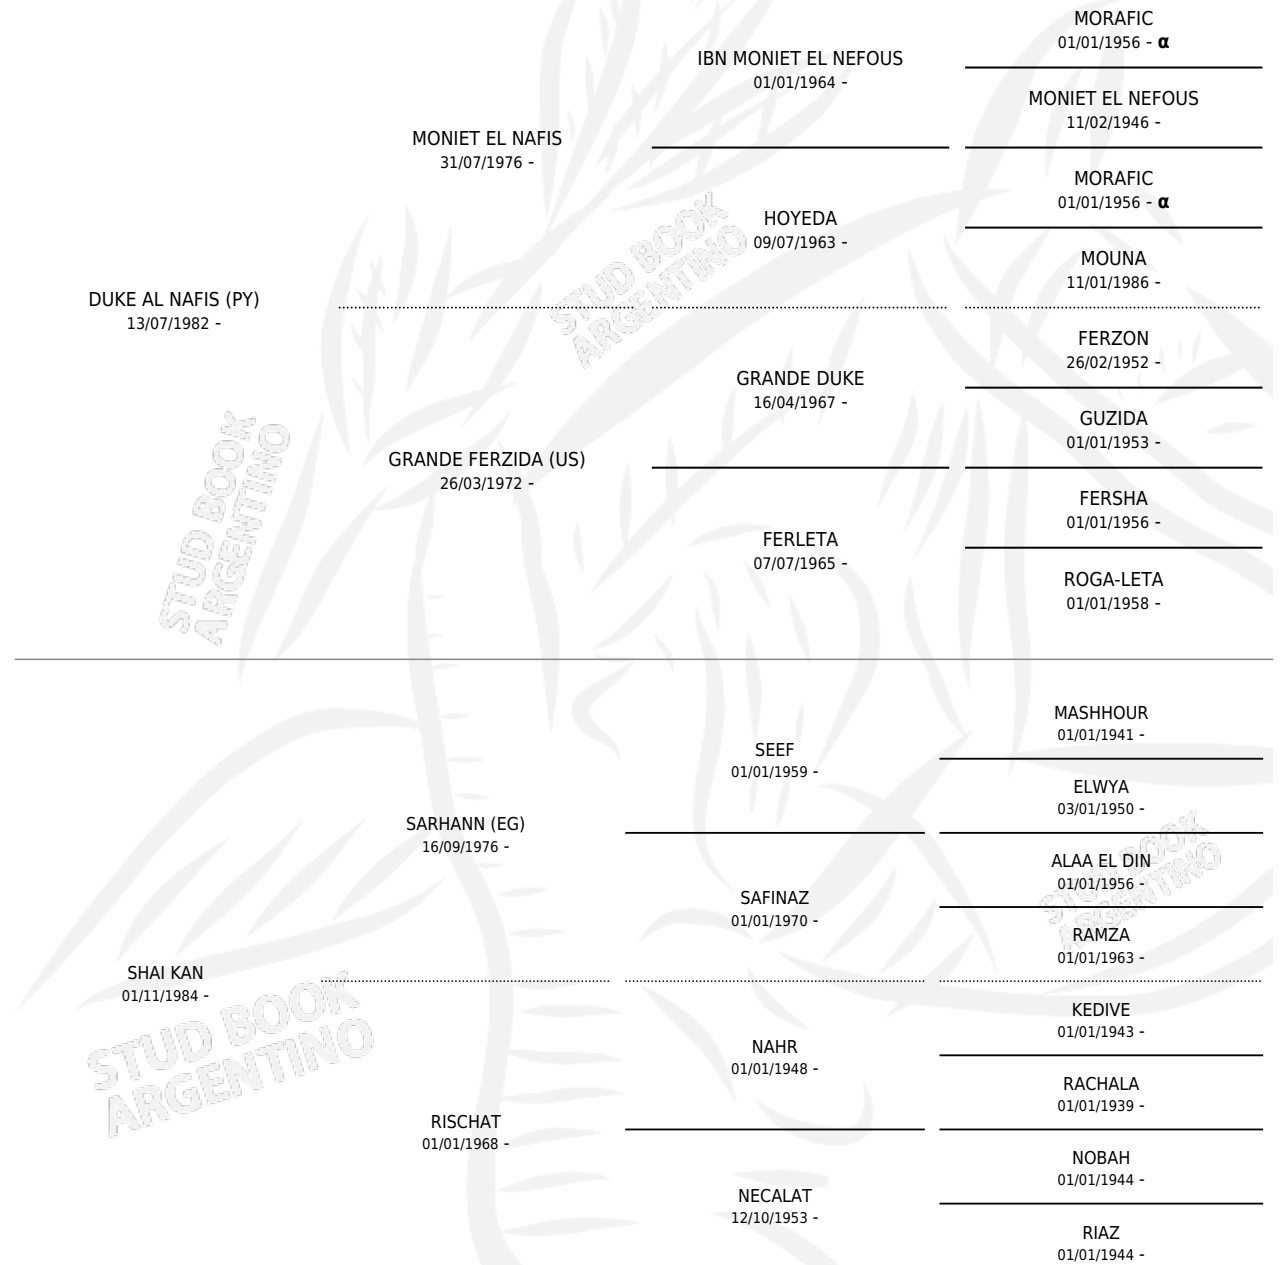 MORAFIC
01/01/1956 - α
IBN MONIET EL NEFOUS
01/01/1964 -
MONIET EL NEFOUS
11/02/1946 -
MONIET EL NAFIS
31/07/1976 -
MORAFIC
01/01/1956 - α
HOYEDA
09/07/1963 -
MOUNA
11/01/1986 -
DUKE AL NAFIS (PY)
13/07/1982 -
FERZON
26/02/1952 -
GRANDE DUKE
16/04/1967 -
GUZIDA
01/01/1953 -
GRANDE FERZIDA (US)
26/03/1972 -
FERSHA
01/01/1956 -
FERLETA
07/07/1965 -
ROGA-LETA
01/01/1958 -
STUD BOOK
ARGENTINO
STUD BOOK
ARGENTINO
MASHHOUR
01/01/1941 -
SEEF
01/01/1959 -
ELWYA
03/01/1950 -
SARHANN (EG)
16/09/1976 -
ALAA EL DIN
01/01/1956 -
SAFINAZ
01/01/1970 -
RAMZA
01/01/1963 -
SHAI KAN
01/11/1984 -
KEDIVE
01/01/1943 -
NAHR
01/01/1948 -
RACHALA
01/01/1939 -
RISCHAT
01/01/1968 -
NOBAH
01/01/1944 -
NECALAT
12/10/1953 -
RIAZ
01/01/1944 -
STUD BOOK
ARGENTINO
STUD BOOK
ARGENTINO